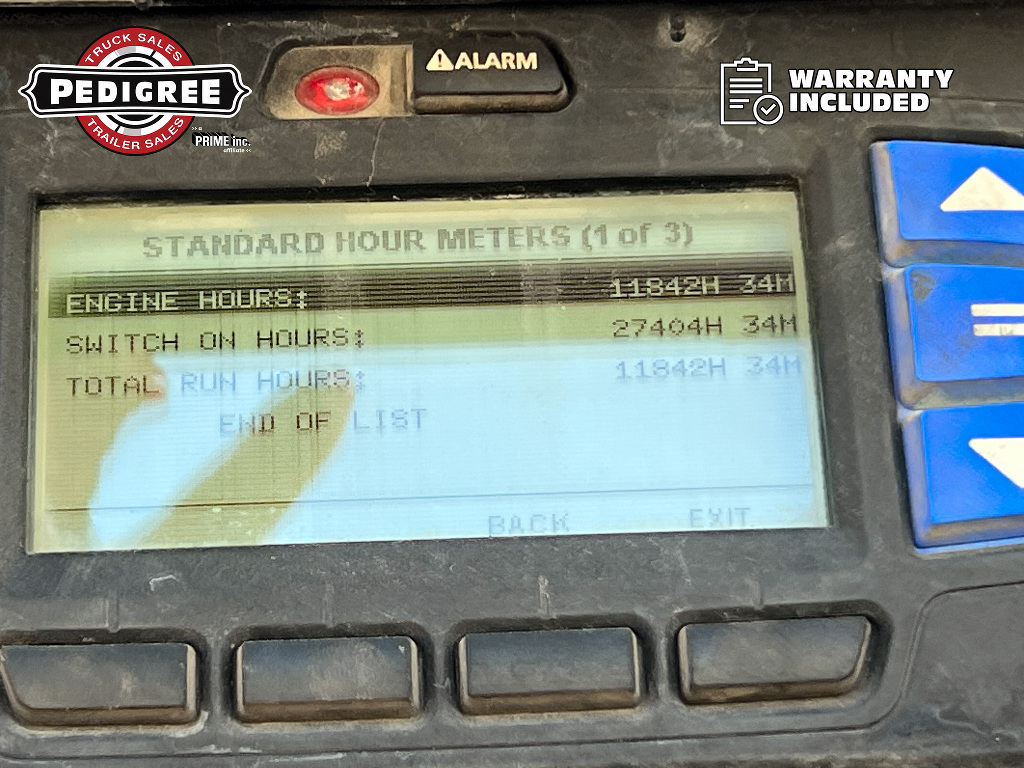 TRUCK SALES
PEDIGREE
TRAILER SALES
>> a
PRIME inc.
affiliate <<
ALARM
WARRANTY
INCLUDED
STANDARD HOUR METERS (1 of 3)
ENGINE HOURS: 11842H 34M
SWITCH ON HOURS: 27404H 34M
TOTAL RUN HOURS: 11842H 34M
END OF LIST
BACK EXIT